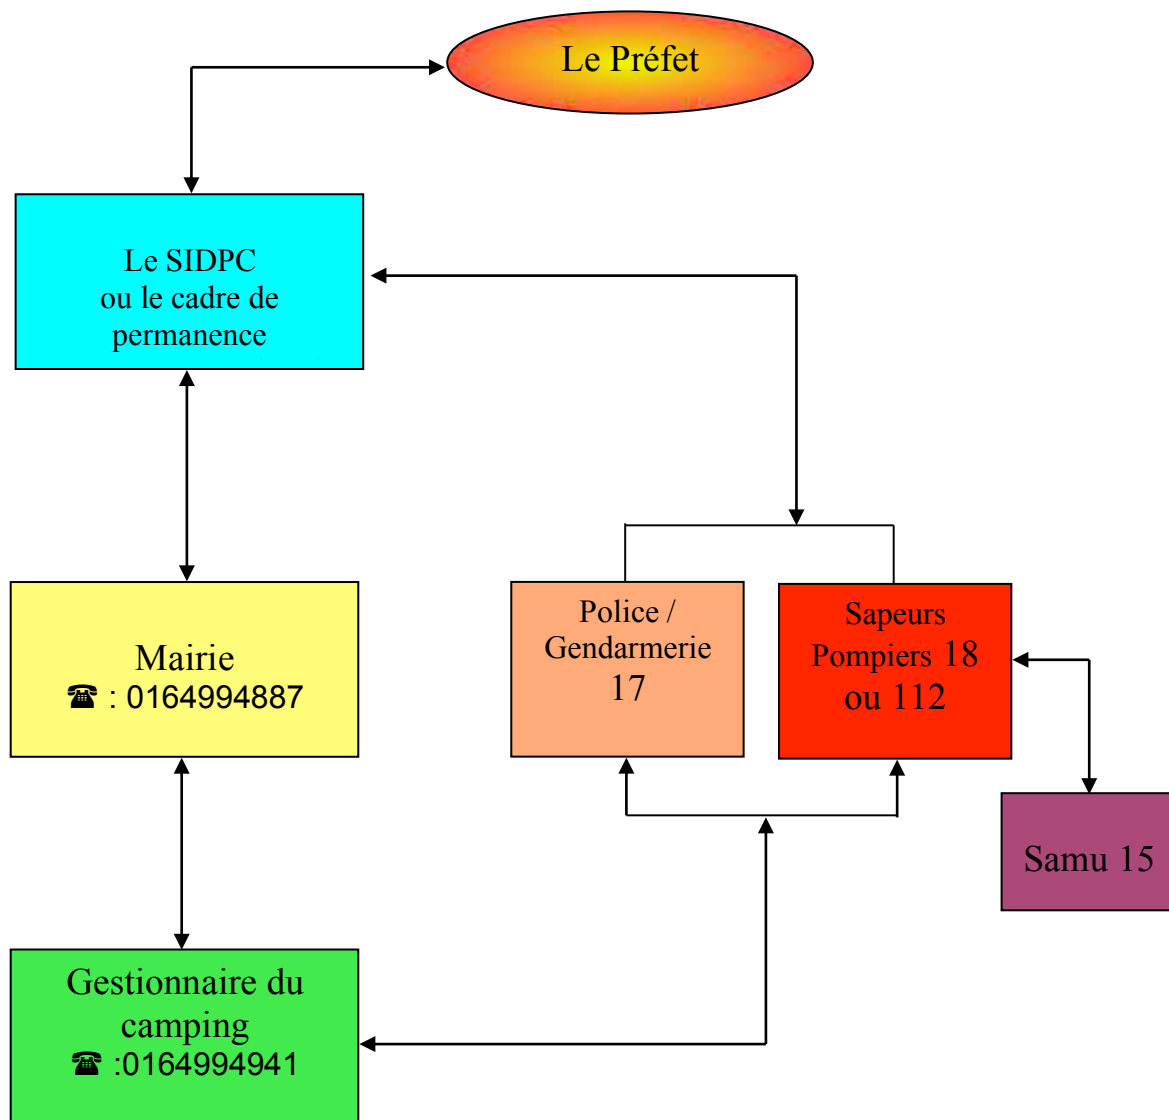 Le Préfet
Le SIDPC
ou le cadre de
permanence
Mairie
☎ : 0164994887
Police /
Gendarmerie
17
Sapeurs
Pompiers 18
ou 112
Samu 15
Gestionnaire du
camping
☎ :0164994941